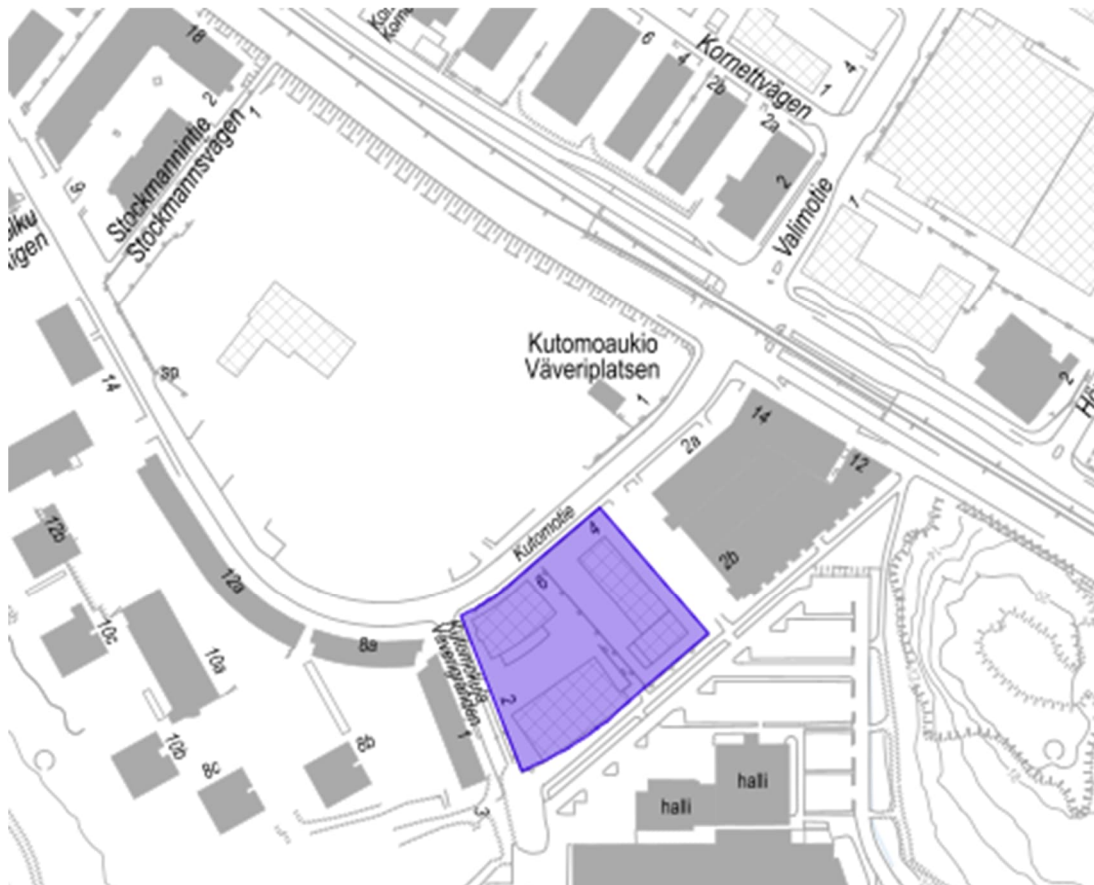 18
2
1
Stockmannintie
Stockmannsvägen
6
4
2b
2a
2
Kornettvägen
4
1
Valimotie
1
2
14
Kutomoaukio
Väveriplatsen
1
2a
14
12
2b
Kutomotie
4
6
2
12b
12a
10c
10a
10b
8c
8a
8b
1
3
halli
halli